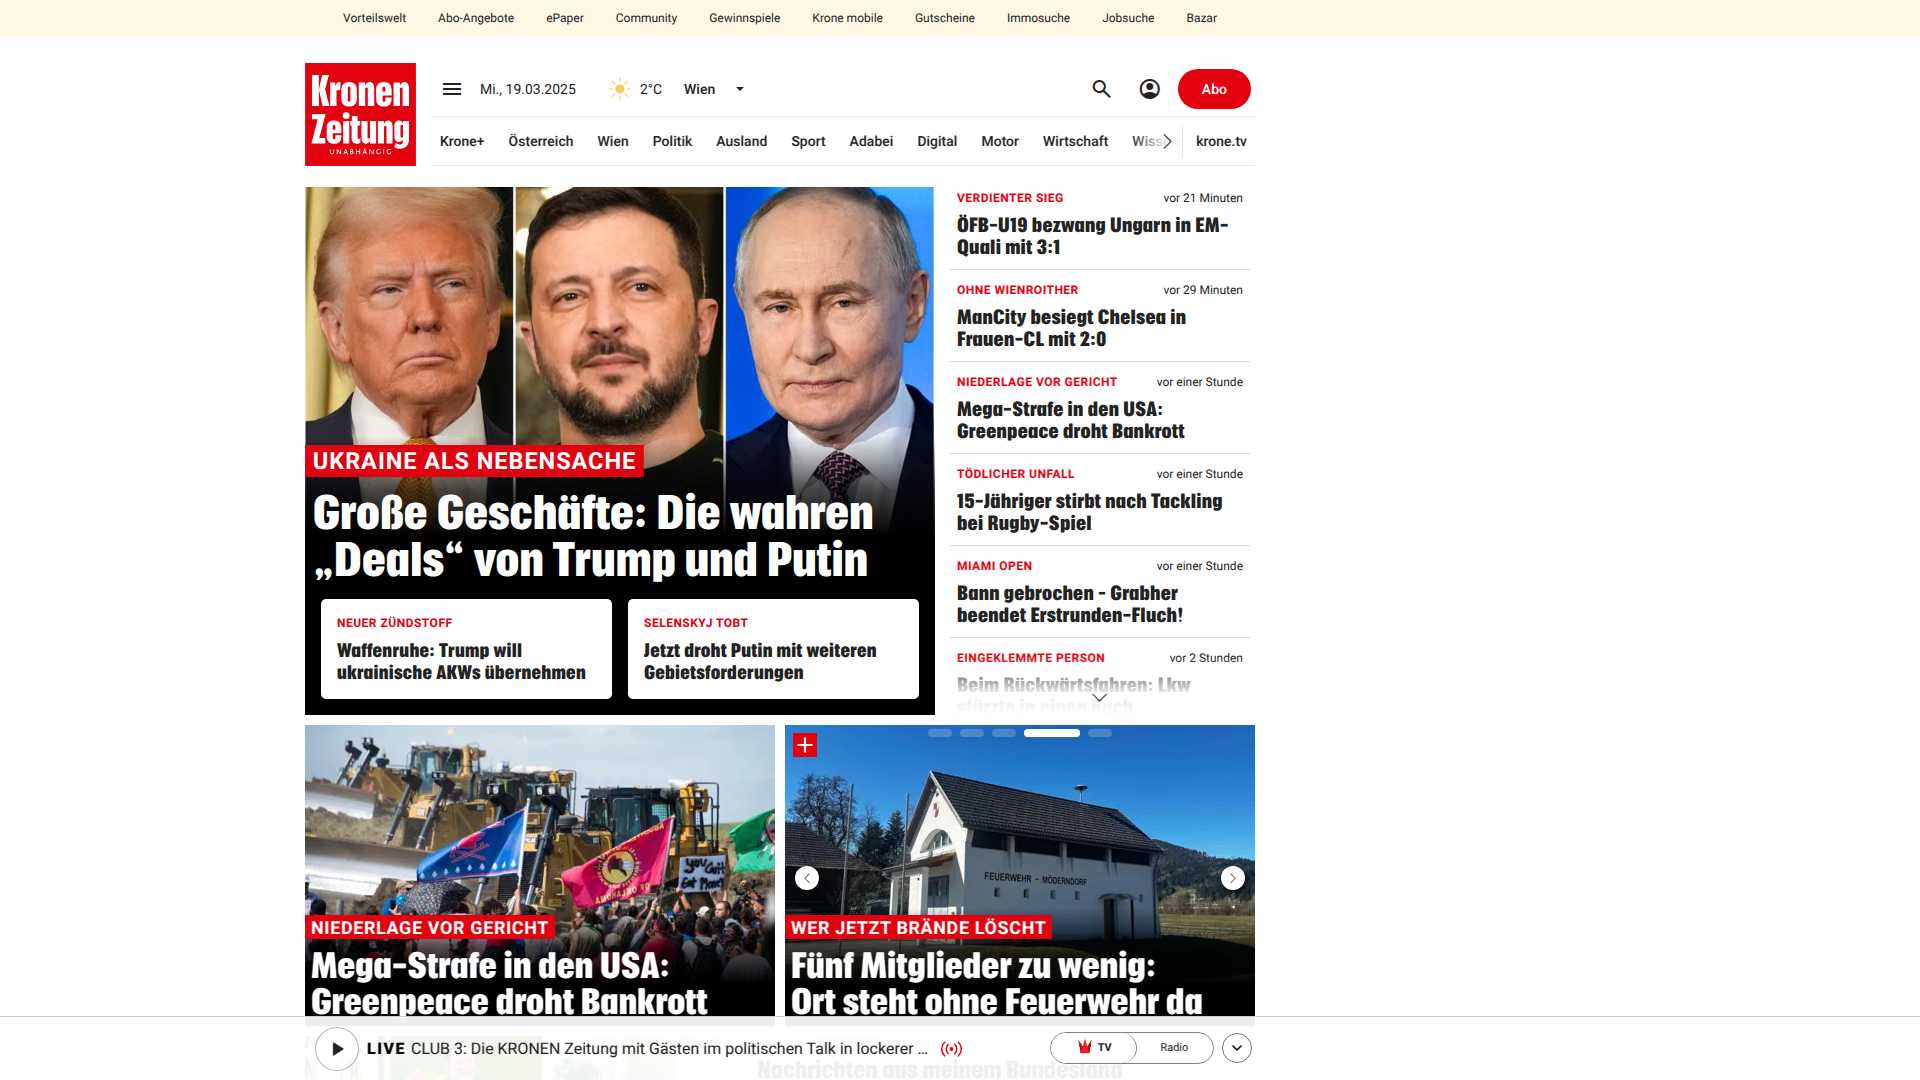 Vorteilswelt Abo-Angebote ePaper Community Gewinnspiele Krone mobile Gutscheine Immosuche Jobsuche Bazar
Kronen
Zeitung
UNABHÄNGIG
Mi., 19.03.2025 2°C Wien
Abo
Krone+ Österreich Wien Politik Ausland Sport Adabei Digital Motor Wirtschaft Wiss krone.tv
UKRAINE ALS NEBENSACHE
Große Geschäfte: Die wahren
„Deals“ von Trump und Putin
NEUER ZÜNDSTOFF
Waffenruhe: Trump will
ukrainische AKWs übernehmen
SELENSKYJ TOBT
Jetzt droht Putin mit weiteren
Gebietsforderungen
VERDIENTER SIEG vor 21 Minuten
ÖFB-U19 bezwang Ungarn in EM-
Quali mit 3:1
OHNE WIENROITHER vor 29 Minuten
ManCity besiegt Chelsea in
Frauen-CL mit 2:0
NIEDERLAGE VOR GERICHT vor einer Stunde
Mega-Strafe in den USA:
Greenpeace droht Bankrott
TÖDLICHER UNFALL vor einer Stunde
15-Jähriger stirbt nach Tackling
bei Rugby-Spiel
MIAMI OPEN vor einer Stunde
Bann gebrochen - Grabher
beendet Erstrunden-Fluch!
EINGEKLEMMTE PERSON vor 2 Stunden
Beim Rückwärtsfahren: Lkw
stürzte in einen Bach
you can't
Eat Money
NIEDERLAGE VOR GERICHT
Mega-Strafe in den USA:
Greenpeace droht Bankrott
FEUERWEHR - MÖDERNDORF
WER JETZT BRÄNDE LÖSCHT
Fünf Mitglieder zu wenig:
Ort steht ohne Feuerwehr da
LIVE CLUB 3: Die KRONEN Zeitung mit Gästen im politischen Talk in lockerer ...
TV Radio
Nachrichten aus meinem Bundesland